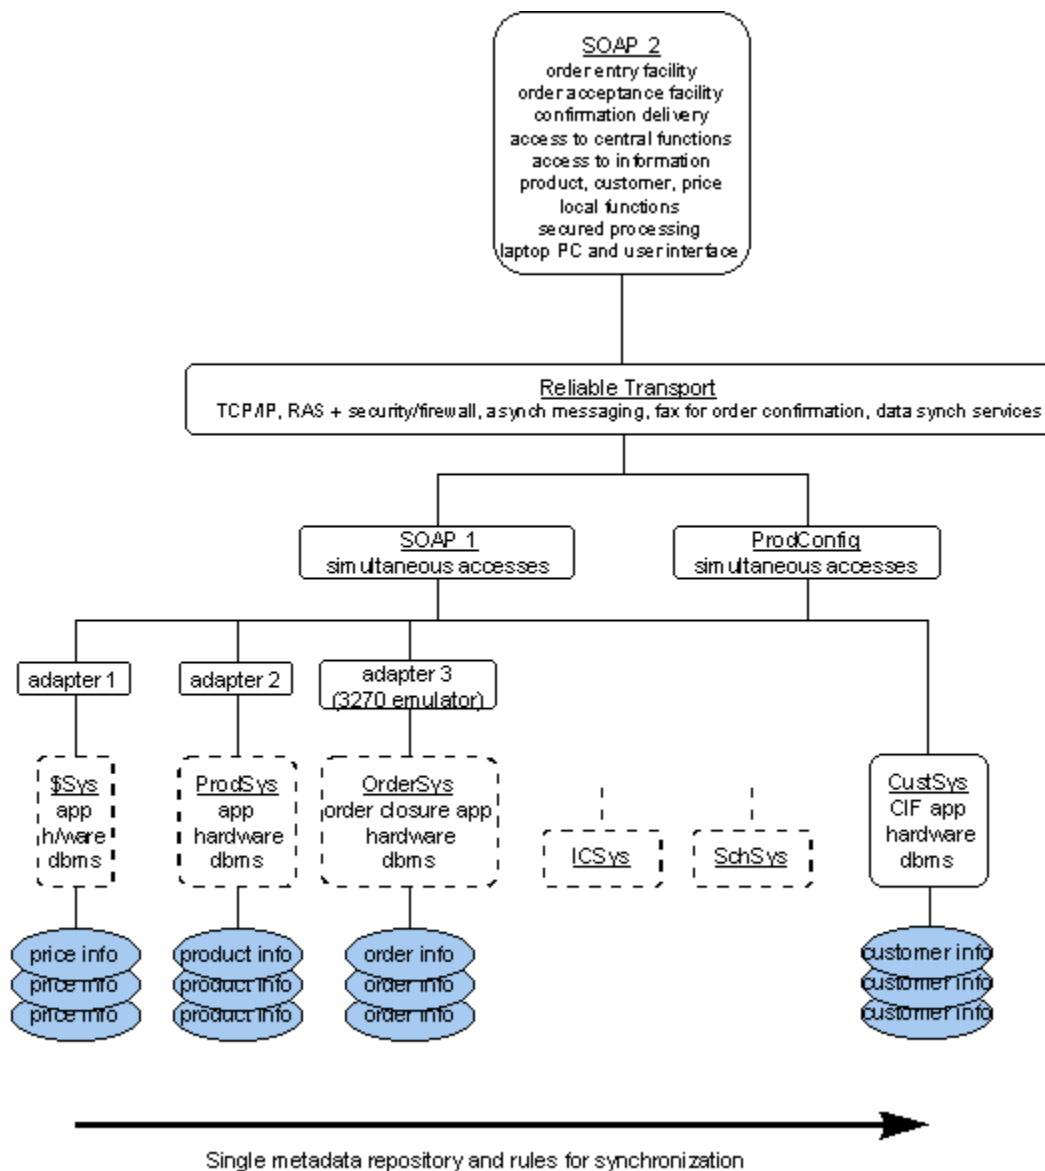 SOAP 2
order entry facility
order acceptance facility
confirmation delivery
access to central functions
access to information
product, customer, price
local functions
secured processing
laptop PC and user interface
Reliable Transport
TCP/IP, RAS + security/firewall, asynch messaging, fax for order confirmation, data synch services
SOAP 1
simultaneous accesses
ProdConfig
simultaneous accesses
adapter 1
adapter 2
adapter 3
(3270 emulator)
$Sys
app
h/ware
dbms
ProdSys
app
hardware
dbms
OrderSys
order closure app
hardware
dbms
ICSys
SchSys
CustSys
CIF app
hardware
dbms
price info
price info
price info
product info
product info
product info
order info
order info
order info
customer info
customer info
customer info
Single metadata repository and rules for synchronization